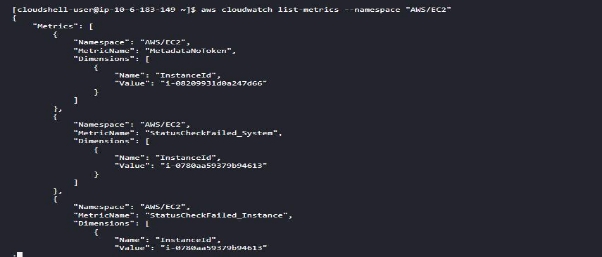 [cloudshell-user@ip-10-6-183-149 ~]$ aws cloudwatch list-metrics --namespace "AWS/EC2"
{
    "Metrics": [
        {
            "Namespace": "AWS/EC2",
            "MetricName": "MetadataNoToken",
            "Dimensions": [
                {
                    "Name": "InstanceId",
                    "Value": "i-08209931d0a247d66"
                }
            ]
        },
        {
            "Namespace": "AWS/EC2",
            "MetricName": "StatusCheckFailed_System",
            "Dimensions": [
                {
                    "Name": "InstanceId",
                    "Value": "i-0780aa59379b94613"
                }
            ]
        },
        {
            "Namespace": "AWS/EC2",
            "MetricName": "StatusCheckFailed_Instance",
            "Dimensions": [
                {
                    "Name": "InstanceId",
                    "Value": "i-0780aa59379b94613"
: